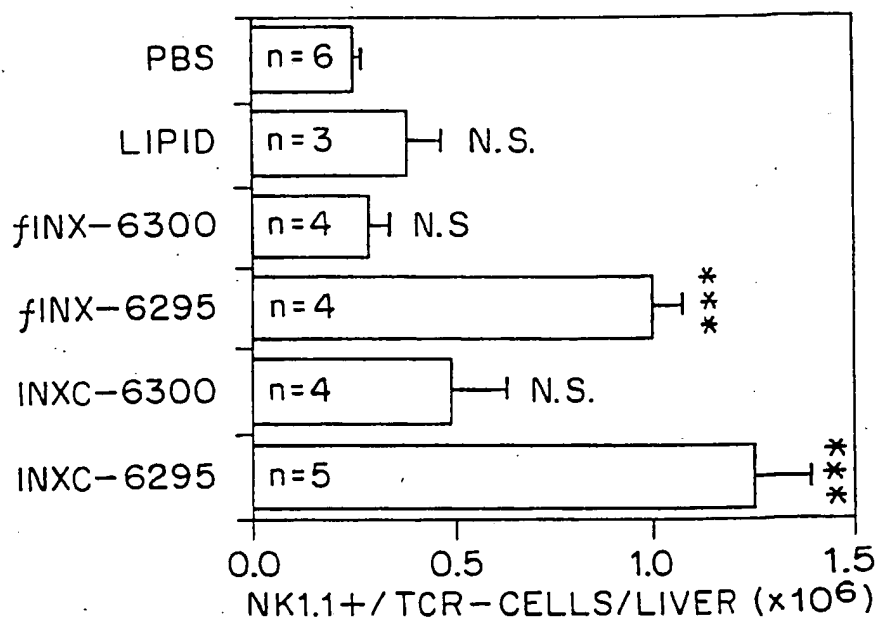 PBS n=6
LIPID n=3 N.S.
fINX-6300 n=4 N.S
fINX-6295 n=4 ***
INXC-6300 n=4 N.S.
INXC-6295 n=5 ***
0.0 0.5 1.0 1.5
NK1.1+/TCR-CELLS/LIVER (x10⁶)